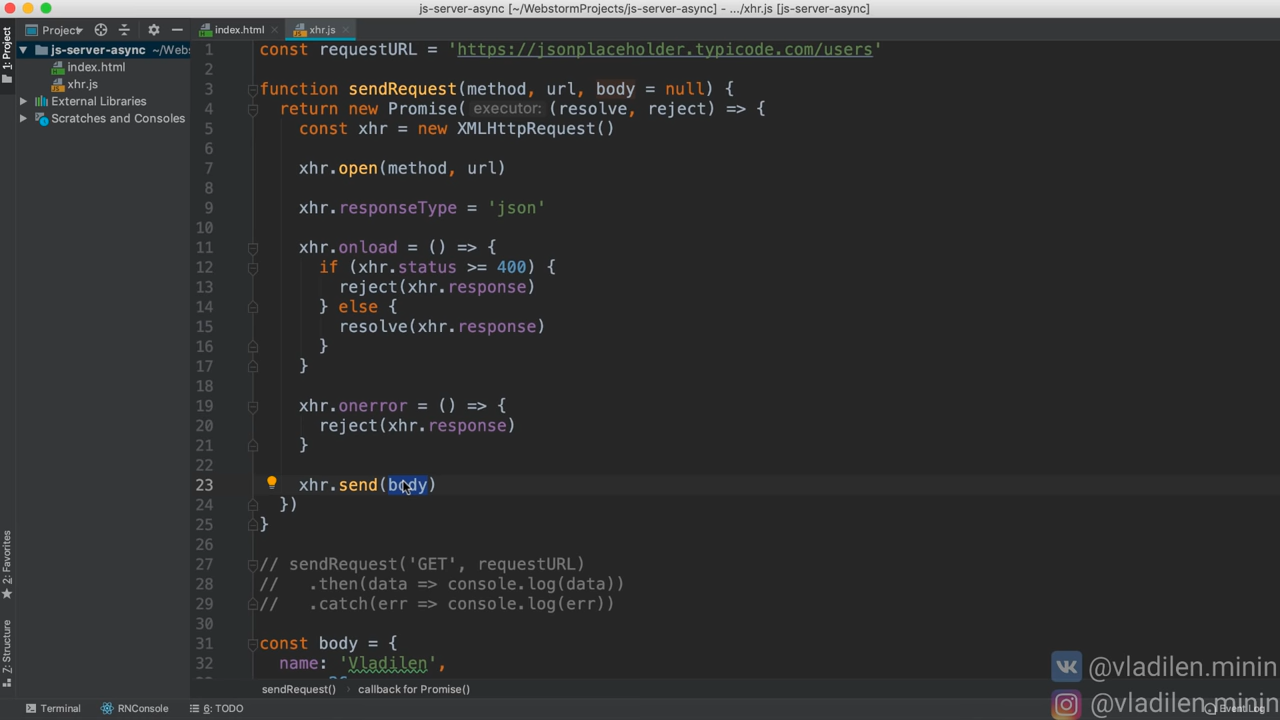 js-server-async [~/WebstormProjects/js-server-async] - .../xhr.js [js-server-async]
Project
index.html
xhr.js
1: Project
js-server-async ~/Webs
index.html
xhr.js
External Libraries
Scratches and Consoles
1 const requestURL = 'https://jsonplaceholder.typicode.com/users'
2
3 function sendRequest(method, url, body = null) {
4 return new Promise( executor: (resolve, reject) => {
5 const xhr = new XMLHttpRequest()
6
7 xhr.open(method, url)
8
9 xhr.responseType = 'json'
10
11 xhr.onload = () => {
12 if (xhr.status >= 400) {
13 reject(xhr.response)
14 } else {
15 resolve(xhr.response)
16 }
17 }
18
19 xhr.onerror = () => {
20 reject(xhr.response)
21 }
22
23 xhr.send(body)
24 })
25 }
26
27 // sendRequest('GET', requestURL)
28 // .then(data => console.log(data))
29 // .catch(err => console.log(err))
30
31 const body = {
32 name: 'Vladilen',
2: Favorites
7: Structure
sendRequest() callback for Promise()
Terminal
RNConsole
6: TODO
Event Log
@vladilen.minin
@vladilen.minin